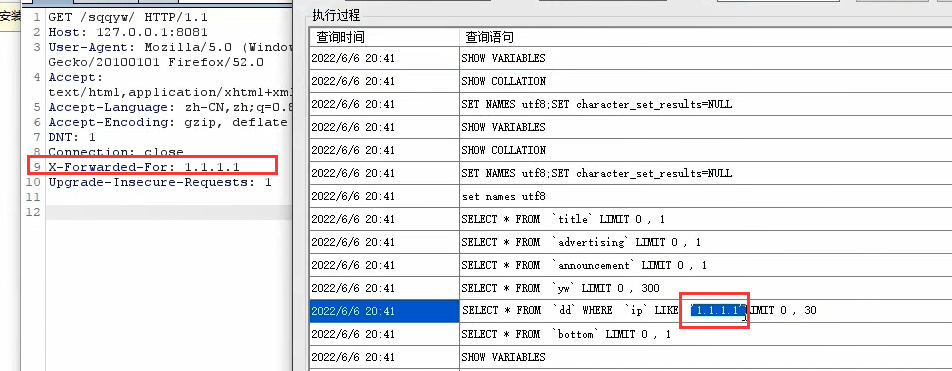 安装
1 GET /sqqyw/ HTTP/1.1
2 Host: 127.0.0.1:8081
3 User-Agent: Mozilla/5.0 (Window
Gecko/20100101 Firefox/52.0
4 Accept:
text/html,application/xhtml+xml
5 Accept-Language: zh-CN,zh;q=0.8
6 Accept-Encoding: gzip, deflate
7 DNT: 1
8 Connection: close
9 X-Forwarded-For: 1.1.1.1
10 Upgrade-Insecure-Requests: 1
11
12
执行过程
查询时间 查询语句
2022/6/6 20:41 SHOW VARIABLES
2022/6/6 20:41 SHOW COLLATION
2022/6/6 20:41 SET NAMES utf8;SET character_set_results=NULL
2022/6/6 20:41 SHOW VARIABLES
2022/6/6 20:41 SHOW COLLATION
2022/6/6 20:41 SET NAMES utf8;SET character_set_results=NULL
2022/6/6 20:41 set names utf8
2022/6/6 20:41 SELECT * FROM `title` LIMIT 0 , 1
2022/6/6 20:41 SELECT * FROM `advertising` LIMIT 0 , 1
2022/6/6 20:41 SELECT * FROM `announcement` LIMIT 0 , 1
2022/6/6 20:41 SELECT * FROM `yw` LIMIT 0 , 300
2022/6/6 20:41 SELECT * FROM `dd` WHERE `ip` LIKE `1.1.1.1` LIMIT 0 , 30
2022/6/6 20:41 SELECT * FROM `bottom` LIMIT 0 , 1
2022/6/6 20:41 SHOW VARIABLES